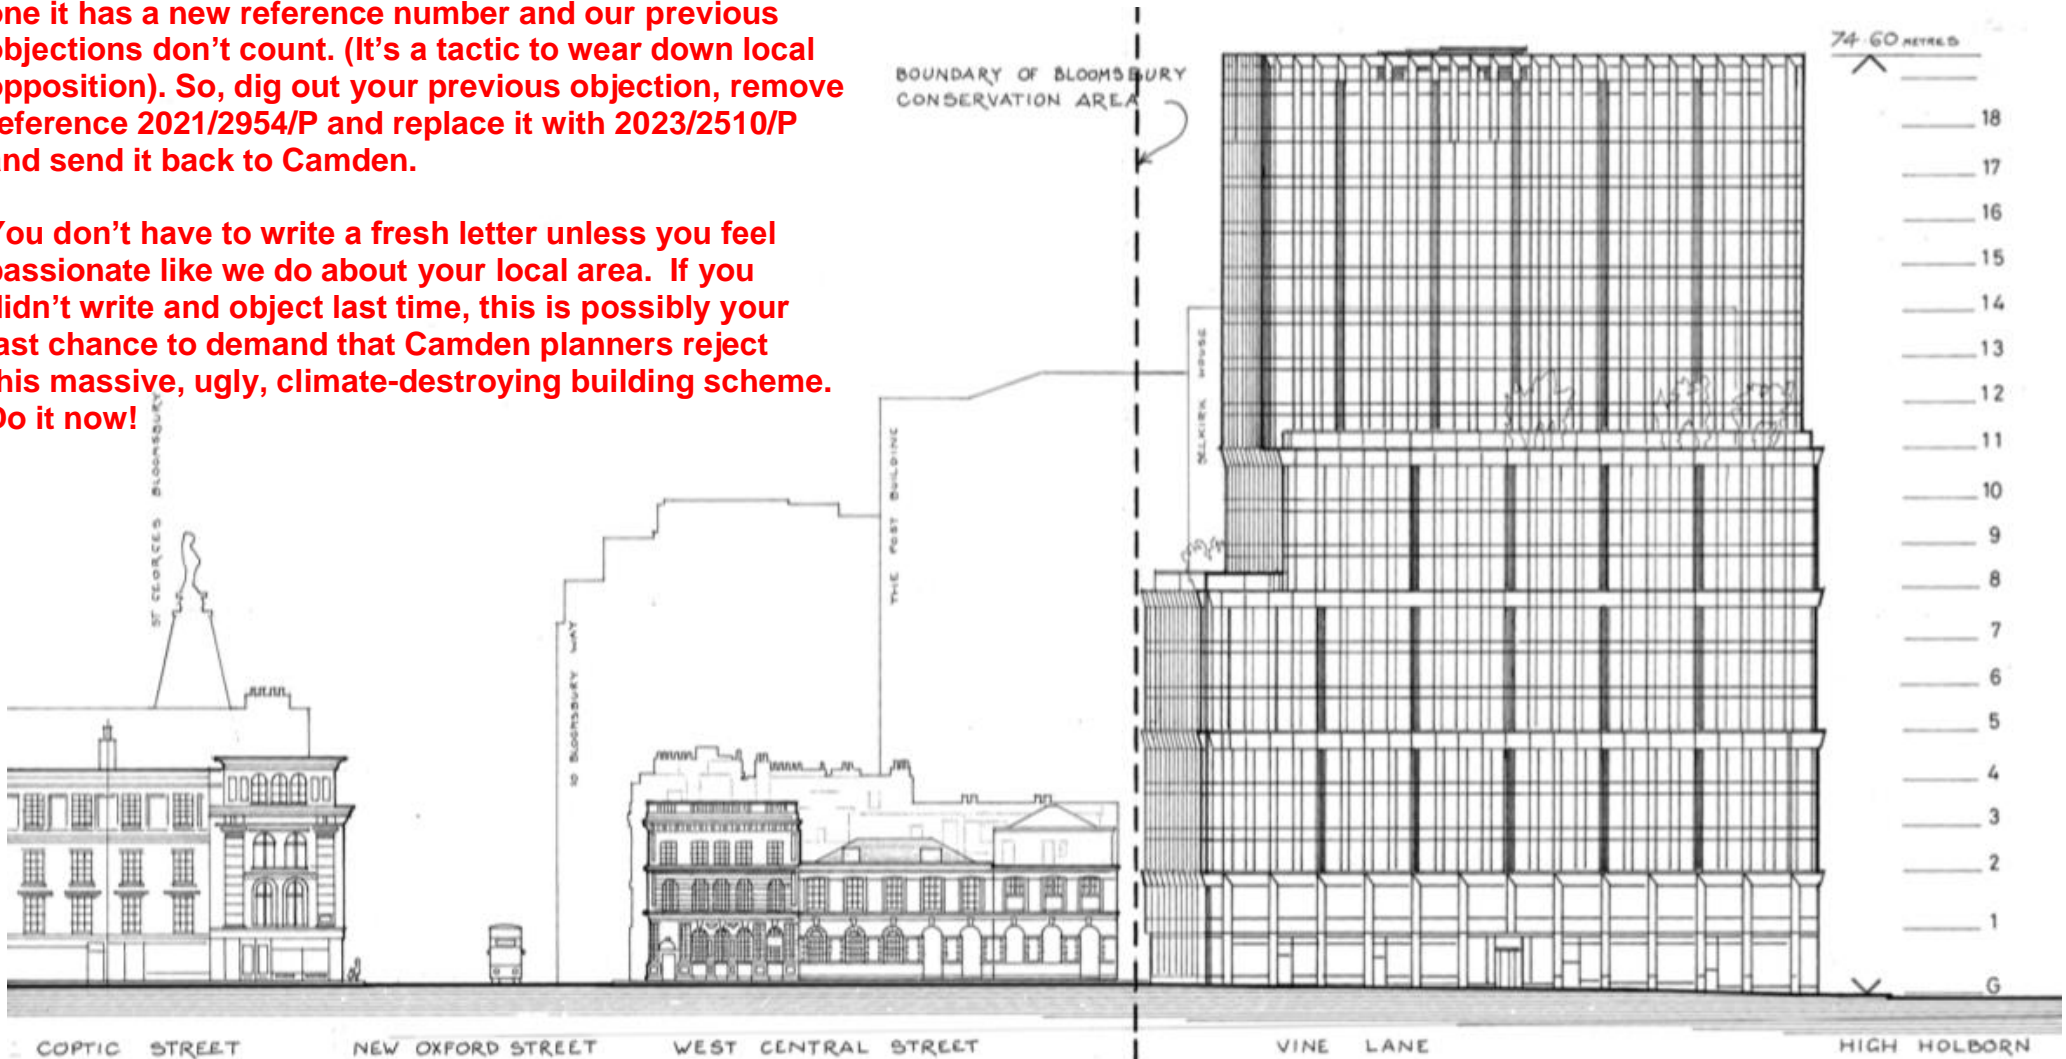 one it has a new reference number and our previous
objections don’t count. (It’s a tactic to wear down local
opposition). So, dig out your previous objection, remove
reference 2021/2954/P and replace it with 2023/2510/P
and send it back to Camden.
You don’t have to write a fresh letter unless you feel
passionate like we do about your local area. If you
didn’t write and object last time, this is possibly your
last chance to demand that Camden planners reject
this massive, ugly, climate-destroying building scheme.
Do it now!
BOUNDARY OF BLOOMSBURY
CONSERVATION AREA
74.60 METRES
18
17
16
15
14
13
12
11
10
9
8
7
6
5
4
3
2
1
G
ST GEORGES BLOOMSBURY
10 BLOOMSBURY WAY
THE POST BUILDING
SELKIRK HOUSE
COPTIC STREET
NEW OXFORD STREET
WEST CENTRAL STREET
VINE LANE
HIGH HOLBORN